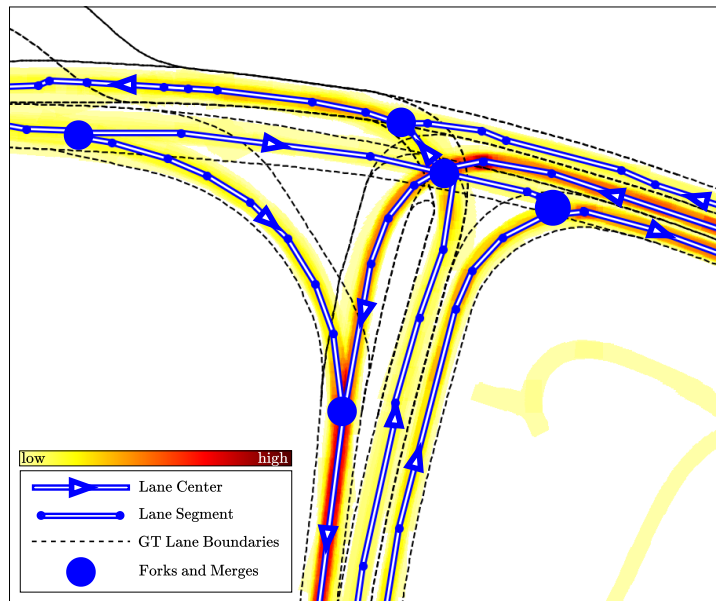 low high
Lane Center
Lane Segment
GT Lane Boundaries
Forks and Merges